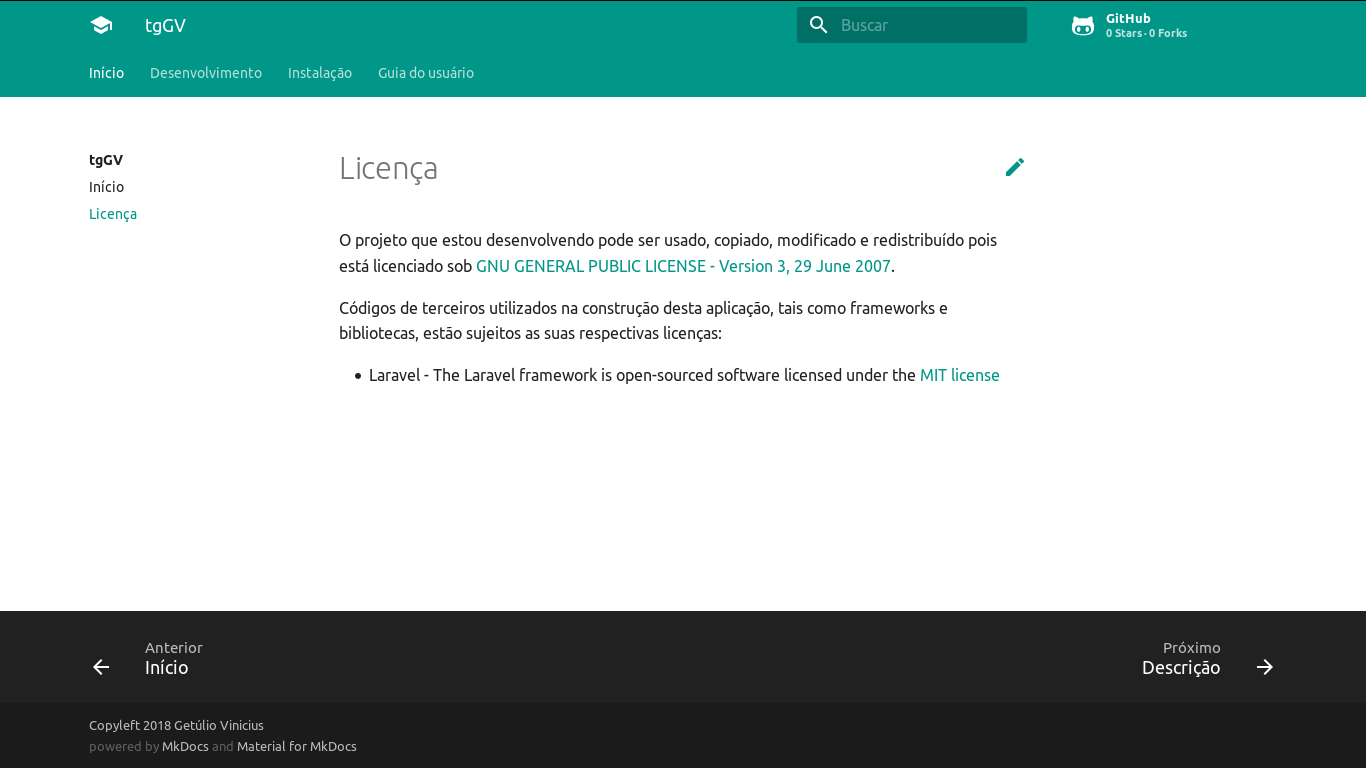 tgGV
Buscar
GitHub
0 Stars · 0 Forks
Início
Desenvolvimento
Instalação
Guia do usuário
tgGV
Início
Licença
Licença
O projeto que estou desenvolvendo pode ser usado, copiado, modificado e redistribuído pois
está licenciado sob GNU GENERAL PUBLIC LICENSE - Version 3, 29 June 2007.
Códigos de terceiros utilizados na construção desta aplicação, tais como frameworks e
bibliotecas, estão sujeitos as suas respectivas licenças:
• Laravel - The Laravel framework is open-sourced software licensed under the MIT license
Anterior
Início
Próximo
Descrição
Copyleft 2018 Getúlio Vinicius
powered by MkDocs and Material for MkDocs